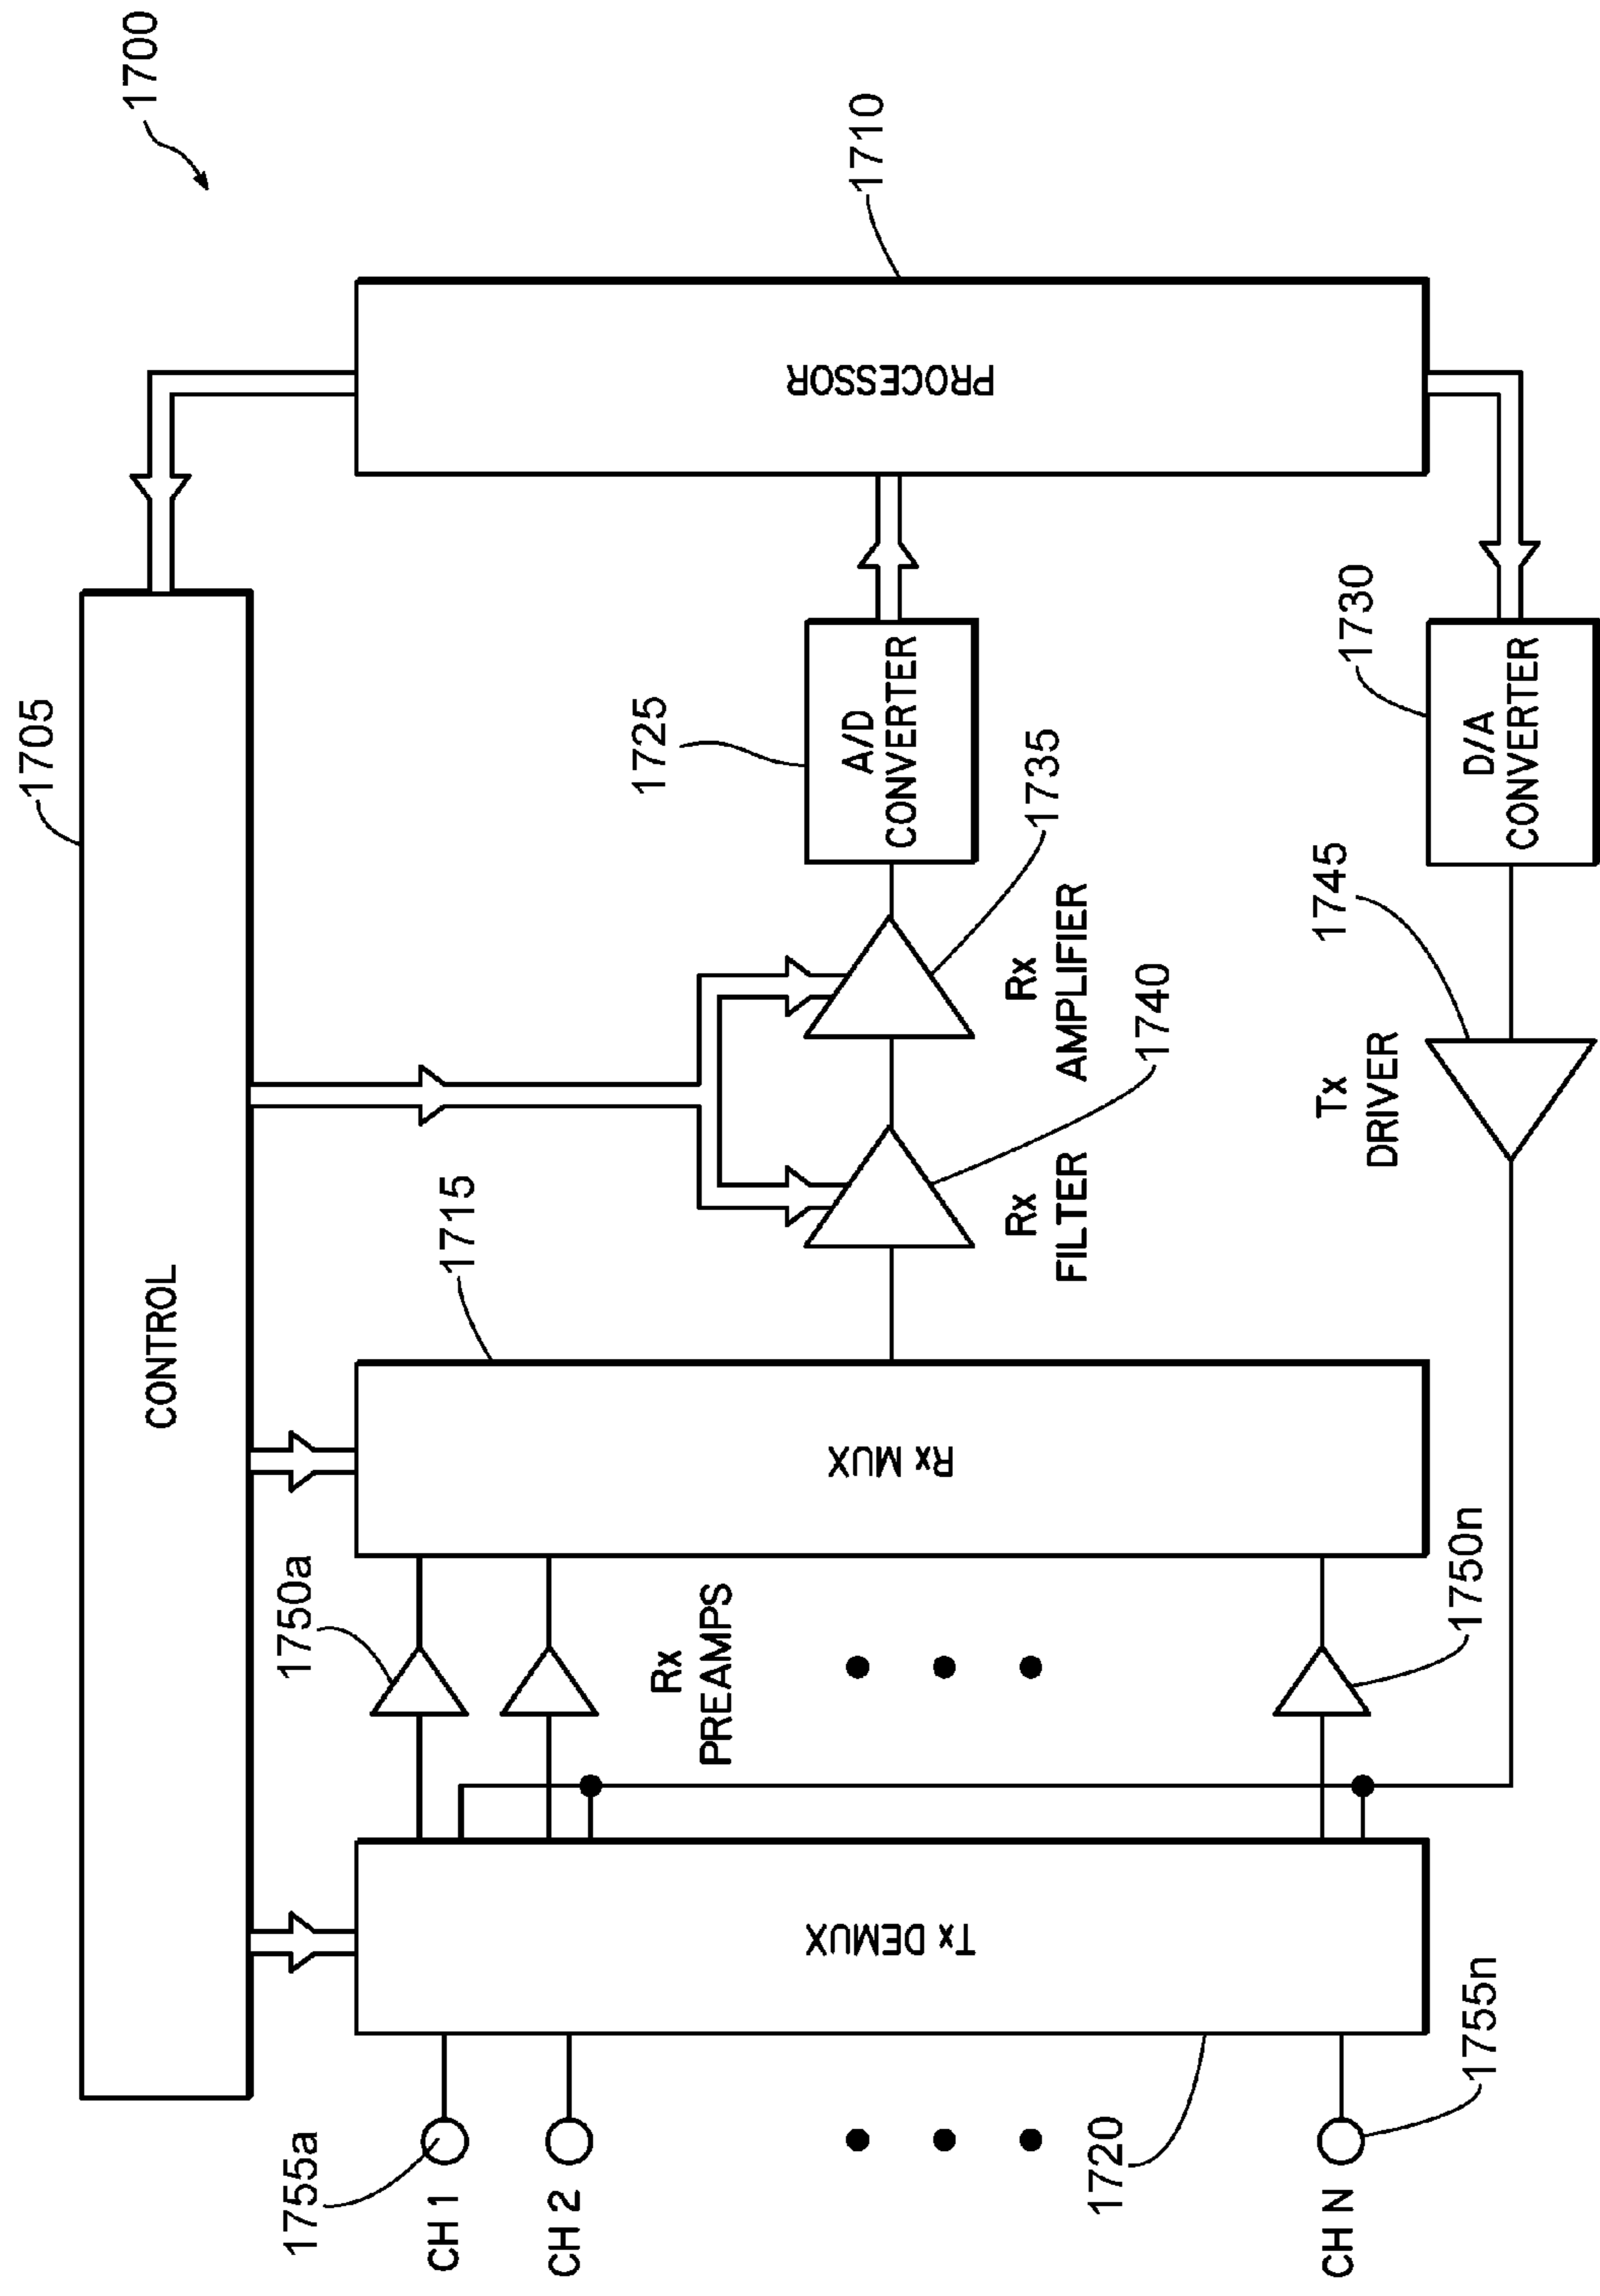 1700
1705
CONTROL
1710
PROCESSOR
1725
A/D
CONVERTER
1735
Rx
AMPLIFIER
1740
Rx
FILTER
1715
Rx MUX
1730
D/A
CONVERTER
1745
Tx
DRIVER
1750a
Rx
PREAMPS
1750n
Tx DEMUX
1720
1755a
CH 1
CH 2
CH N
1755n